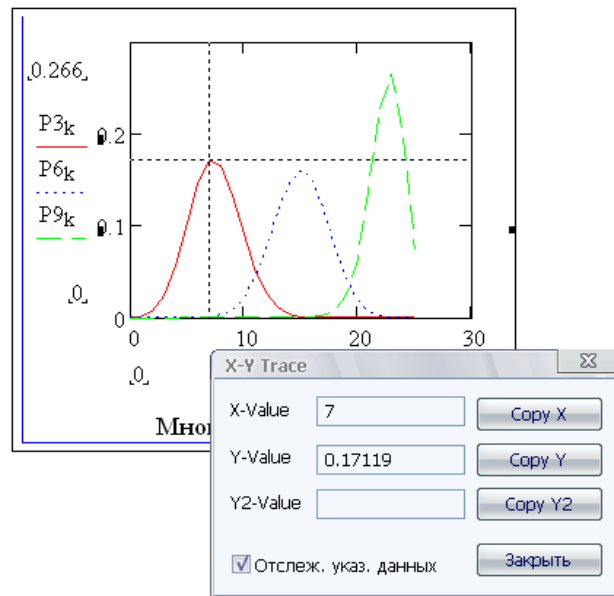 0.266
P3k
P6k
P9k
0
0.2
0.1
0
0 10 20 30
0
X-Y Trace
X-Value 7 Copy X
Y-Value 0.17119 Copy Y
Y2-Value Copy Y2
Отслеж. указ. данных Закрыть